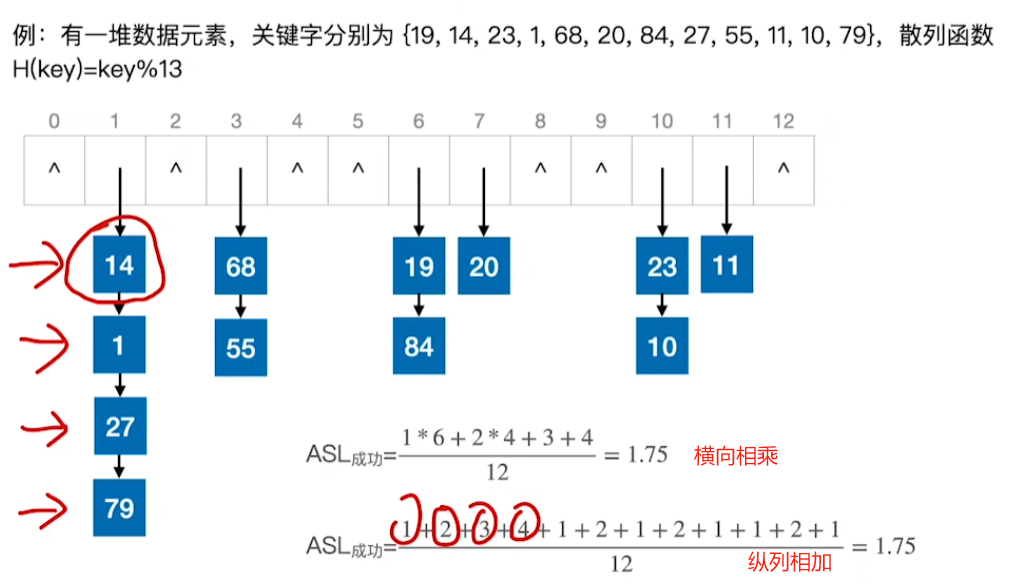 例：有一堆数据元素，关键字分别为 {19, 14, 23, 1, 68, 20, 84, 27, 55, 11, 10, 79}，散列函数
H(key)=key%13
0 1 2 3 4 5 6 7 8 9 10 11 12
^ ^ ^ ^ ^ ^ ^
14 68 19 20 23 11
1 55 84 10
27
79
ASL成功=(1*6+2*4+3+4)/12=1.75 横向相乘
ASL成功=(1+2+3+4+1+2+1+2+1+1+2+1)/12=1.75
纵列相加